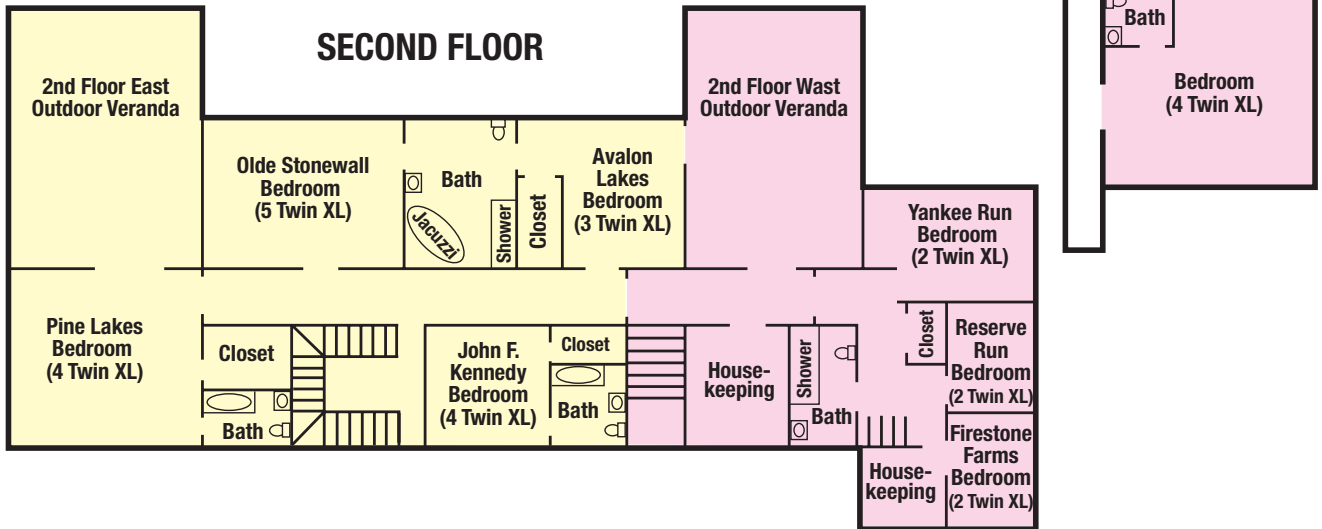 SECOND FLOOR
2nd Floor East
Outdoor Veranda
2nd Floor Wast
Outdoor Veranda
Bath
Bedroom
(4 Twin XL)
Olde Stonewall
Bedroom
(5 Twin XL)
Bath
Jacuzzi
Shower
Closet
Avalon
Lakes
Bedroom
(3 Twin XL)
Yankee Run
Bedroom
(2 Twin XL)
Pine Lakes
Bedroom
(4 Twin XL)
Closet
Bath
John F.
Kennedy
Bedroom
(4 Twin XL)
Closet
Bath
House-
keeping
Shower
Bath
Closet
Reserve
Run
Bedroom
(2 Twin XL)
House-
keeping
Firestone
Farms
Bedroom
(2 Twin XL)